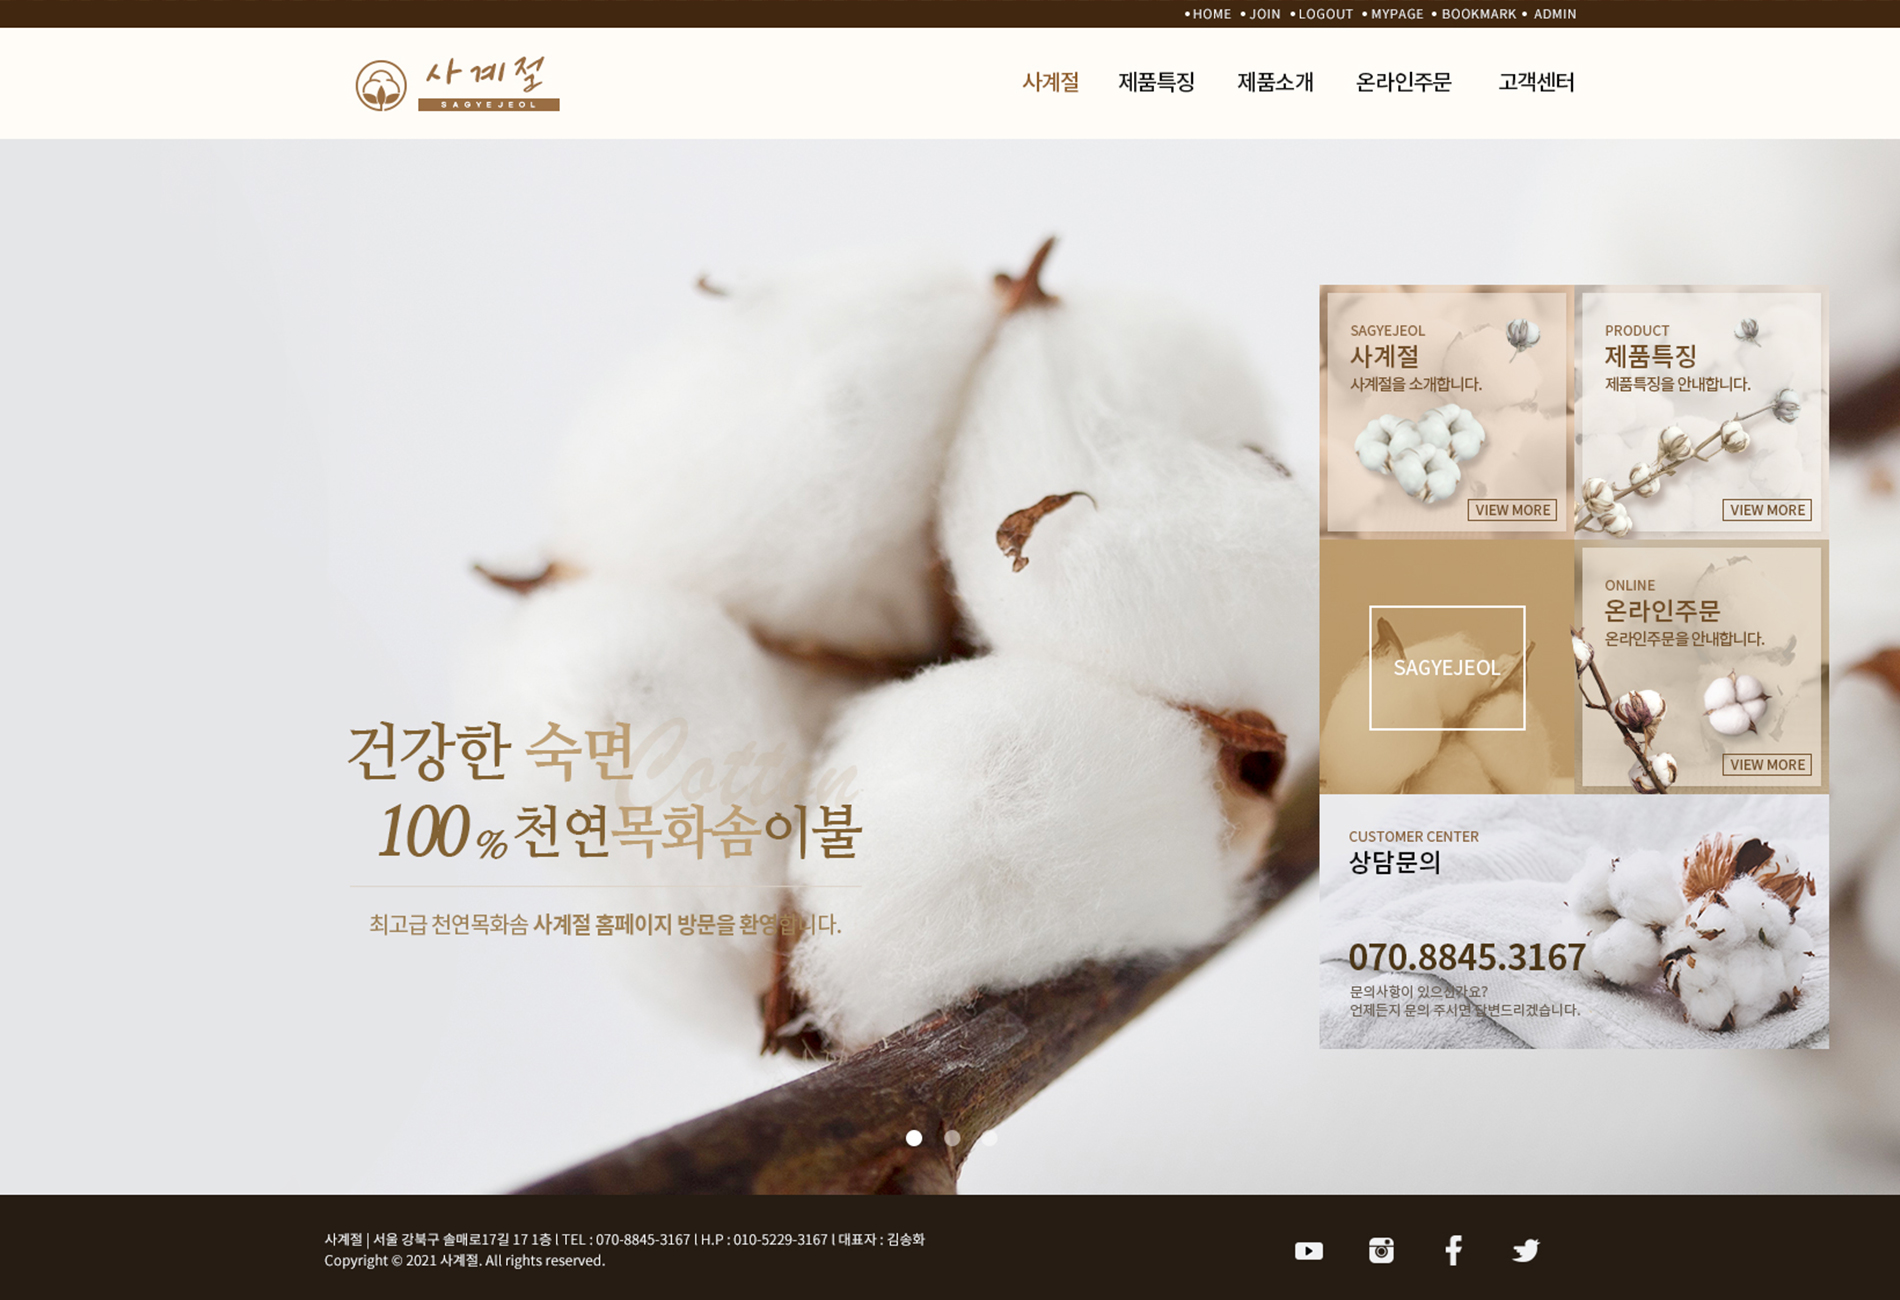 • HOME • JOIN • LOGOUT • MYPAGE • BOOKMARK • ADMIN
사계절
SAGYEJEOL
사계절 제품특징 제품소개 온라인주문 고객센터
SAGYEJEOL
사계절
사계절을 소개합니다.
VIEW MORE
PRODUCT
제품특징
제품특징을 안내합니다.
VIEW MORE
SAGYEJEOL
ONLINE
온라인주문
온라인주문을 안내합니다.
VIEW MORE
Cotton
건강한 숙면
100 % 천연목화솜이불
최고급 천연목화솜 사계절 홈페이지 방문을 환영합니다.
CUSTOMER CENTER
상담문의
070.8845.3167
문의사항이 있으신가요?
언제든지 문의 주시면 답변드리겠습니다.
사계절 | 서울 강북구 솔매로17길 17 1층 l TEL : 070-8845-3167 l H.P : 010-5229-3167 l 대표자 : 김송화
Copyright © 2021 사계절. All rights reserved.